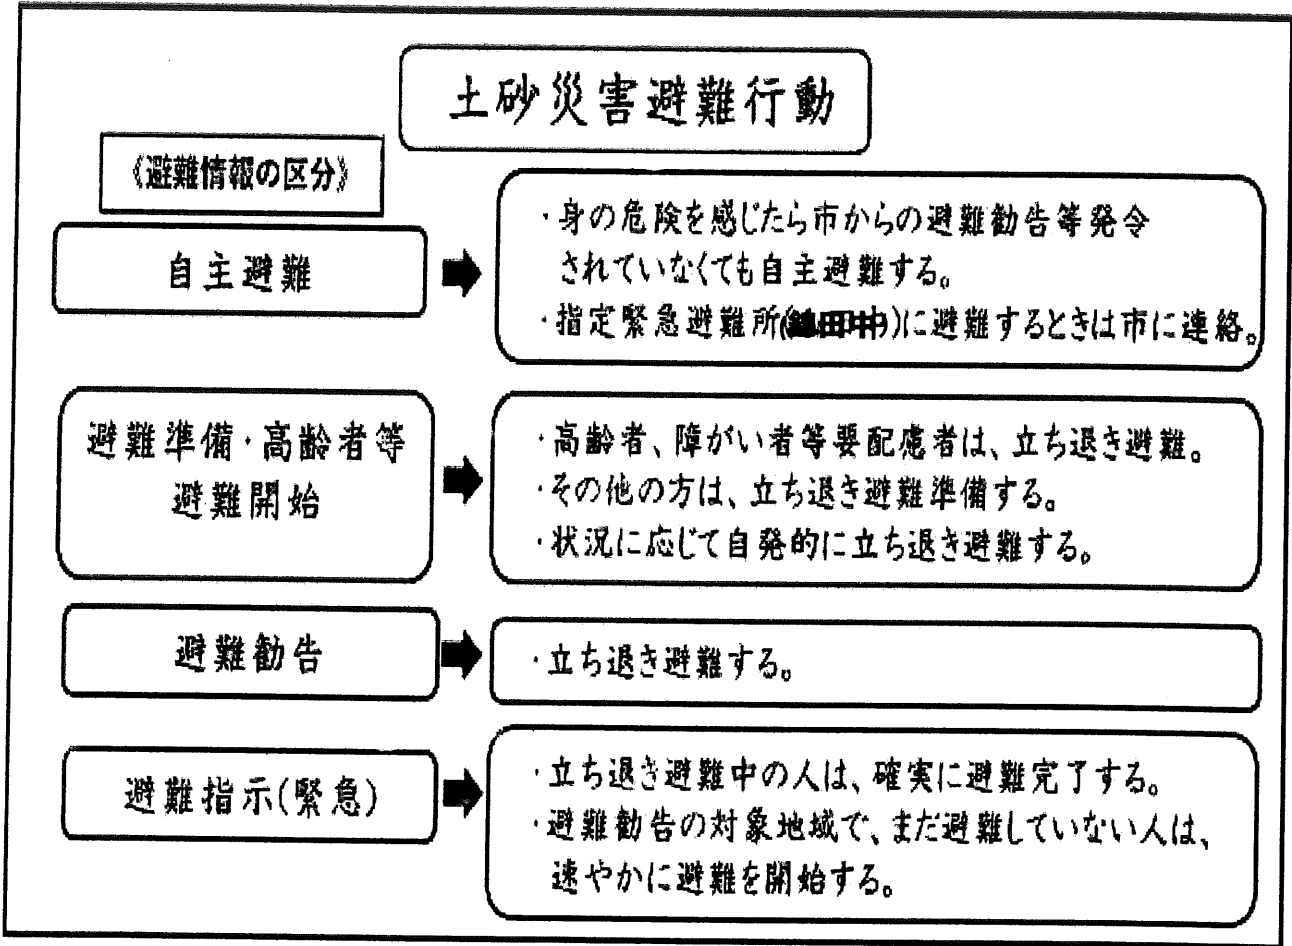 土砂災害避難行動
《避難情報の区分》
自主避難
・身の危険を感じたら市からの避難勧告等発令
されていなくても自主避難する。
・指定緊急避難所( )に避難するときは市に連絡。
避難準備・高齢者等
避難開始
・高齢者、障がい者等要配慮者は、立ち退き避難。
・その他の方は、立ち退き避難準備する。
・状況に応じて自発的に立ち退き避難する。
避難勧告
・立ち退き避難する。
避難指示(緊急)
・立ち退き避難中の人は、確実に避難完了する。
・避難勧告の対象地域で、まだ避難していない人は、
速やかに避難を開始する。